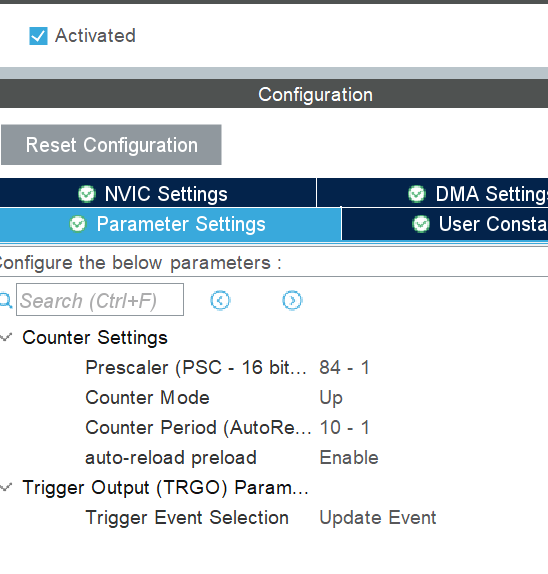 Activated
Configuration
Reset Configuration
NVIC Settings
DMA Settings
Parameter Settings
User Consta
Configure the below parameters :
Search (Ctrl+F)
Counter Settings
Prescaler (PSC - 16 bit... 84 - 1
Counter Mode Up
Counter Period (AutoRe... 10 - 1
auto-reload preload Enable
Trigger Output (TRGO) Param...
Trigger Event Selection Update Event